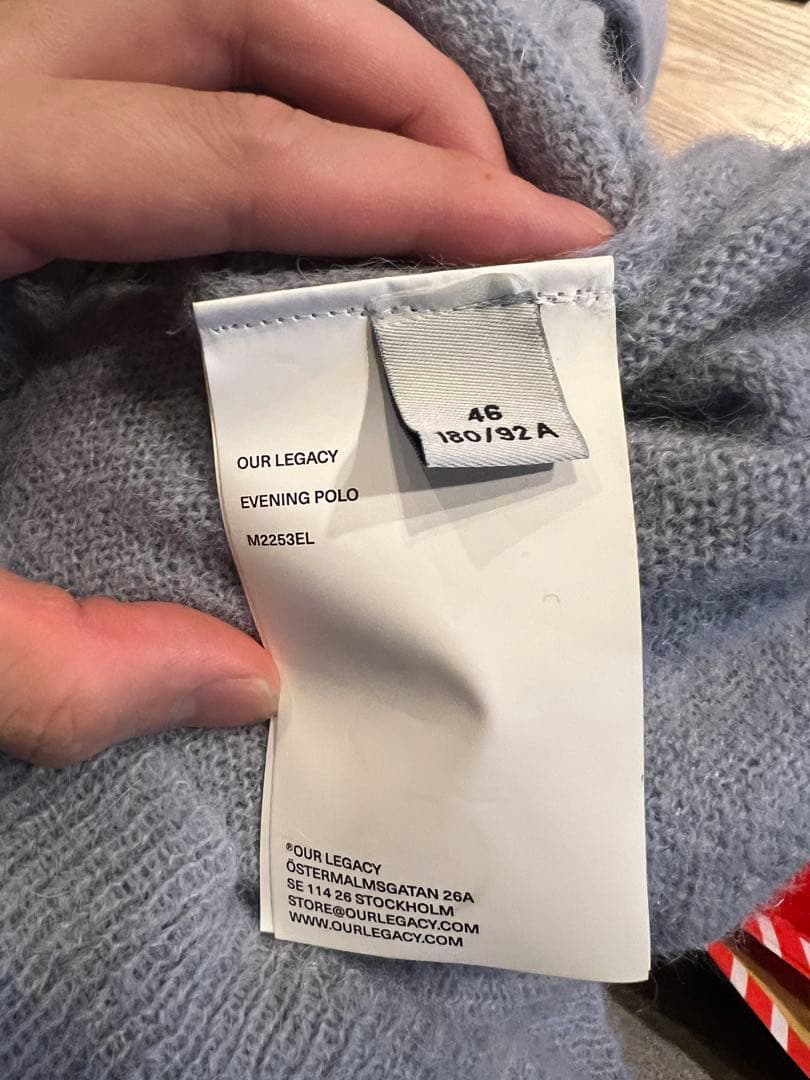 46
180/92 A
OUR LEGACY
EVENING POLO
M2253EL
®OUR LEGACY
ÖSTERMALMSGATAN 26A
SE 114 26 STOCKHOLM
STORE@OURLEGACY.COM
WWW.OURLEGACY.COM